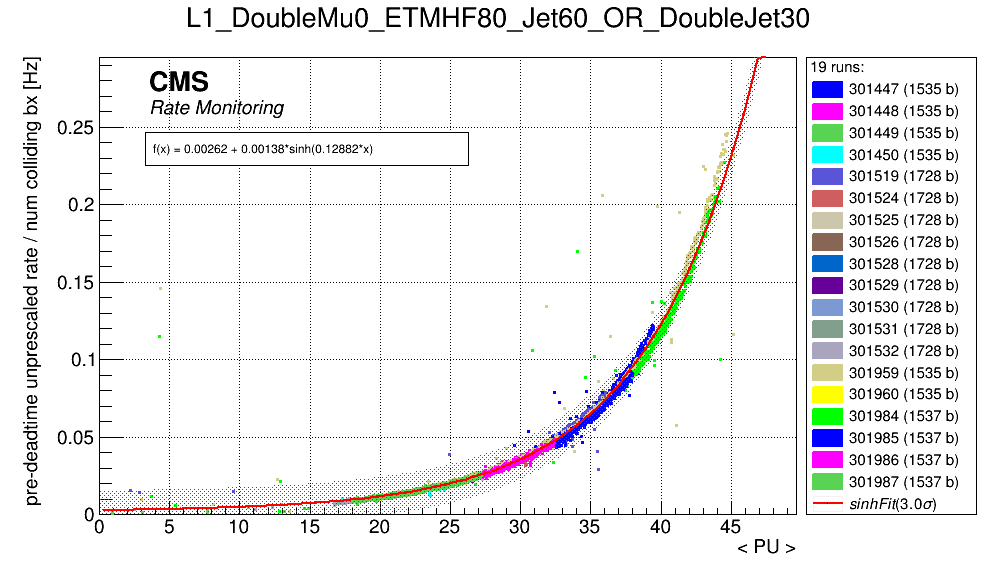 L1_DoubleMu0_ETMHF80_Jet60_OR_DoubleJet30
pre-deadtime unprescaled rate / num colliding bx [Hz]
CMS
Rate Monitoring
f(x) = 0.00262 + 0.00138*sinh(0.12882*x)
0.25
0.2
0.15
0.1
0.05
0
0 5 10 15 20 25 30 35 40 45
< PU >
19 runs:
301447 (1535 b)
301448 (1535 b)
301449 (1535 b)
301450 (1535 b)
301519 (1728 b)
301524 (1728 b)
301525 (1728 b)
301526 (1728 b)
301528 (1728 b)
301529 (1728 b)
301530 (1728 b)
301531 (1728 b)
301532 (1728 b)
301959 (1535 b)
301960 (1535 b)
301984 (1537 b)
301985 (1537 b)
301986 (1537 b)
301987 (1537 b)
sinhFit(3.0σ)